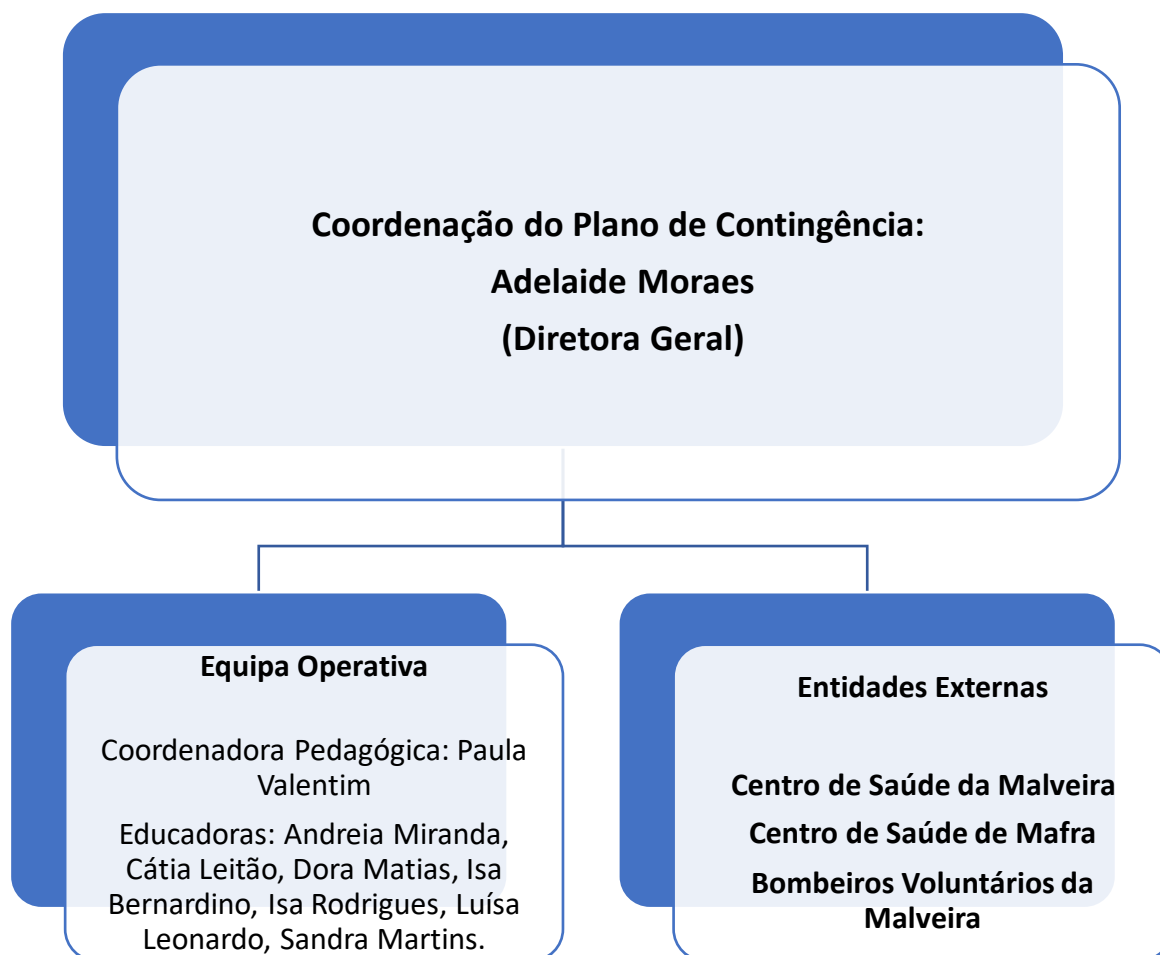 Coordenação do Plano de Contingência:
Adelaide Moraes
(Diretora Geral)
Equipa Operativa
Coordenadora Pedagógica: Paula
Valentim
Educadoras: Andreia Miranda,
Cátia Leitão, Dora Matias, Isa
Bernardino, Isa Rodrigues, Luísa
Leonardo, Sandra Martins.
Entidades Externas
Centro de Saúde da Malveira
Centro de Saúde de Mafra
Bombeiros Voluntários da
Malveira